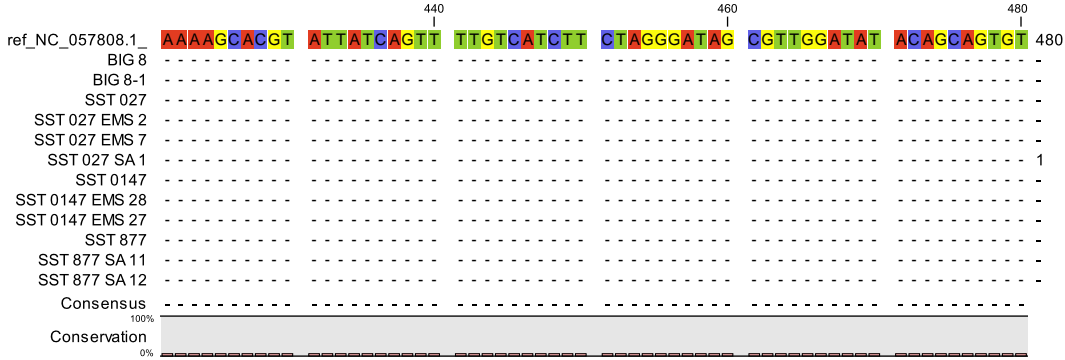 440 460 480
ref_NC_057808.1_ AAAAGCACGT ATTATCAGTT TTGTCATCTT CTAGGGATAG CGTTGGATAT ACAGCAGTGT 480
BIG 8 - - - - - - - - - - - - - - - - - - - - - - - - - - - - - - - - - - - - - - - - - - - - - - - - - - - - - - - - - - - - -
BIG 8-1 - - - - - - - - - - - - - - - - - - - - - - - - - - - - - - - - - - - - - - - - - - - - - - - - - - - - - - - - - - - - -
SST 027 - - - - - - - - - - - - - - - - - - - - - - - - - - - - - - - - - - - - - - - - - - - - - - - - - - - - - - - - - - - - -
SST 027 EMS 2 - - - - - - - - - - - - - - - - - - - - - - - - - - - - - - - - - - - - - - - - - - - - - - - - - - - - - - - - - - - - -
SST 027 EMS 7 - - - - - - - - - - - - - - - - - - - - - - - - - - - - - - - - - - - - - - - - - - - - - - - - - - - - - - - - - - - - -
SST 027 SA 1 - - - - - - - - - - - - - - - - - - - - - - - - - - - - - - - - - - - - - - - - - - - - - - - - - - - - - - - - - - - - 1
SST 0147 - - - - - - - - - - - - - - - - - - - - - - - - - - - - - - - - - - - - - - - - - - - - - - - - - - - - - - - - - - - - -
SST 0147 EMS 28 - - - - - - - - - - - - - - - - - - - - - - - - - - - - - - - - - - - - - - - - - - - - - - - - - - - - - - - - - - - - -
SST 0147 EMS 27 - - - - - - - - - - - - - - - - - - - - - - - - - - - - - - - - - - - - - - - - - - - - - - - - - - - - - - - - - - - - -
SST 877 - - - - - - - - - - - - - - - - - - - - - - - - - - - - - - - - - - - - - - - - - - - - - - - - - - - - - - - - - - - - -
SST 877 SA 11 - - - - - - - - - - - - - - - - - - - - - - - - - - - - - - - - - - - - - - - - - - - - - - - - - - - - - - - - - - - - -
SST 877 SA 12 - - - - - - - - - - - - - - - - - - - - - - - - - - - - - - - - - - - - - - - - - - - - - - - - - - - - - - - - - - - - -
Consensus - - - - - - - - - - - - - - - - - - - - - - - - - - - - - - - - - - - - - - - - - - - - - - - - - - - - - - - - - - - - -
100%
Conservation
0%